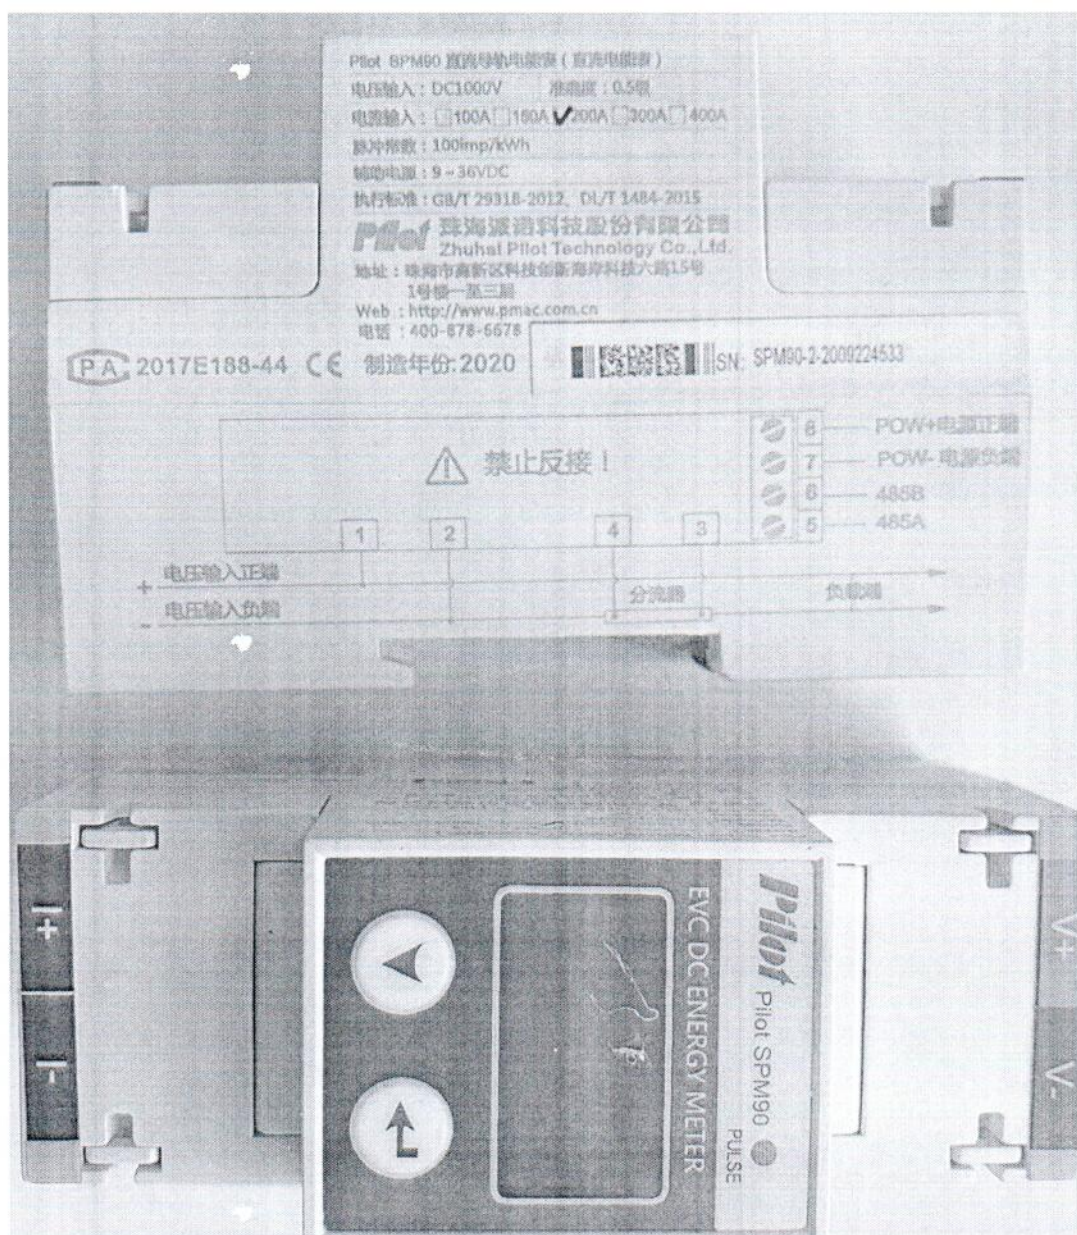 Pilot SPM90 直流导轨电能表（直流电能表）
电压输入：DC1000V 准确度：0.5级
电流输入：□100A□150A✔200A□300A□400A
脉冲常数：100imp/kWh
辅助电源：9~36VDC
执行标准：GB/T 29318-2012、DL/T 1484-2015
Pilot 珠海派诺科技股份有限公司
Zhuhai Pilot Technology Co.,Ltd.
地址：珠海市高新区科技创新海岸科技六路15号
1号楼一至三层
Web：http://www.pmac.com.cn
电话：400-878-6678
PA 2017E188-44 CE 制造年份:2020
SN: SPM90-2-2009224533
禁止反接！
8 POW+电源正端
7 POW-电源负端
6 485B
5 485A
1 2 4 3
+ 电压输入正端
分流器 负载端
- 电压输入负端
I+
I-
Pilot Pilot SPM90
PULSE
EVC DC ENERGY METER
V+
V-